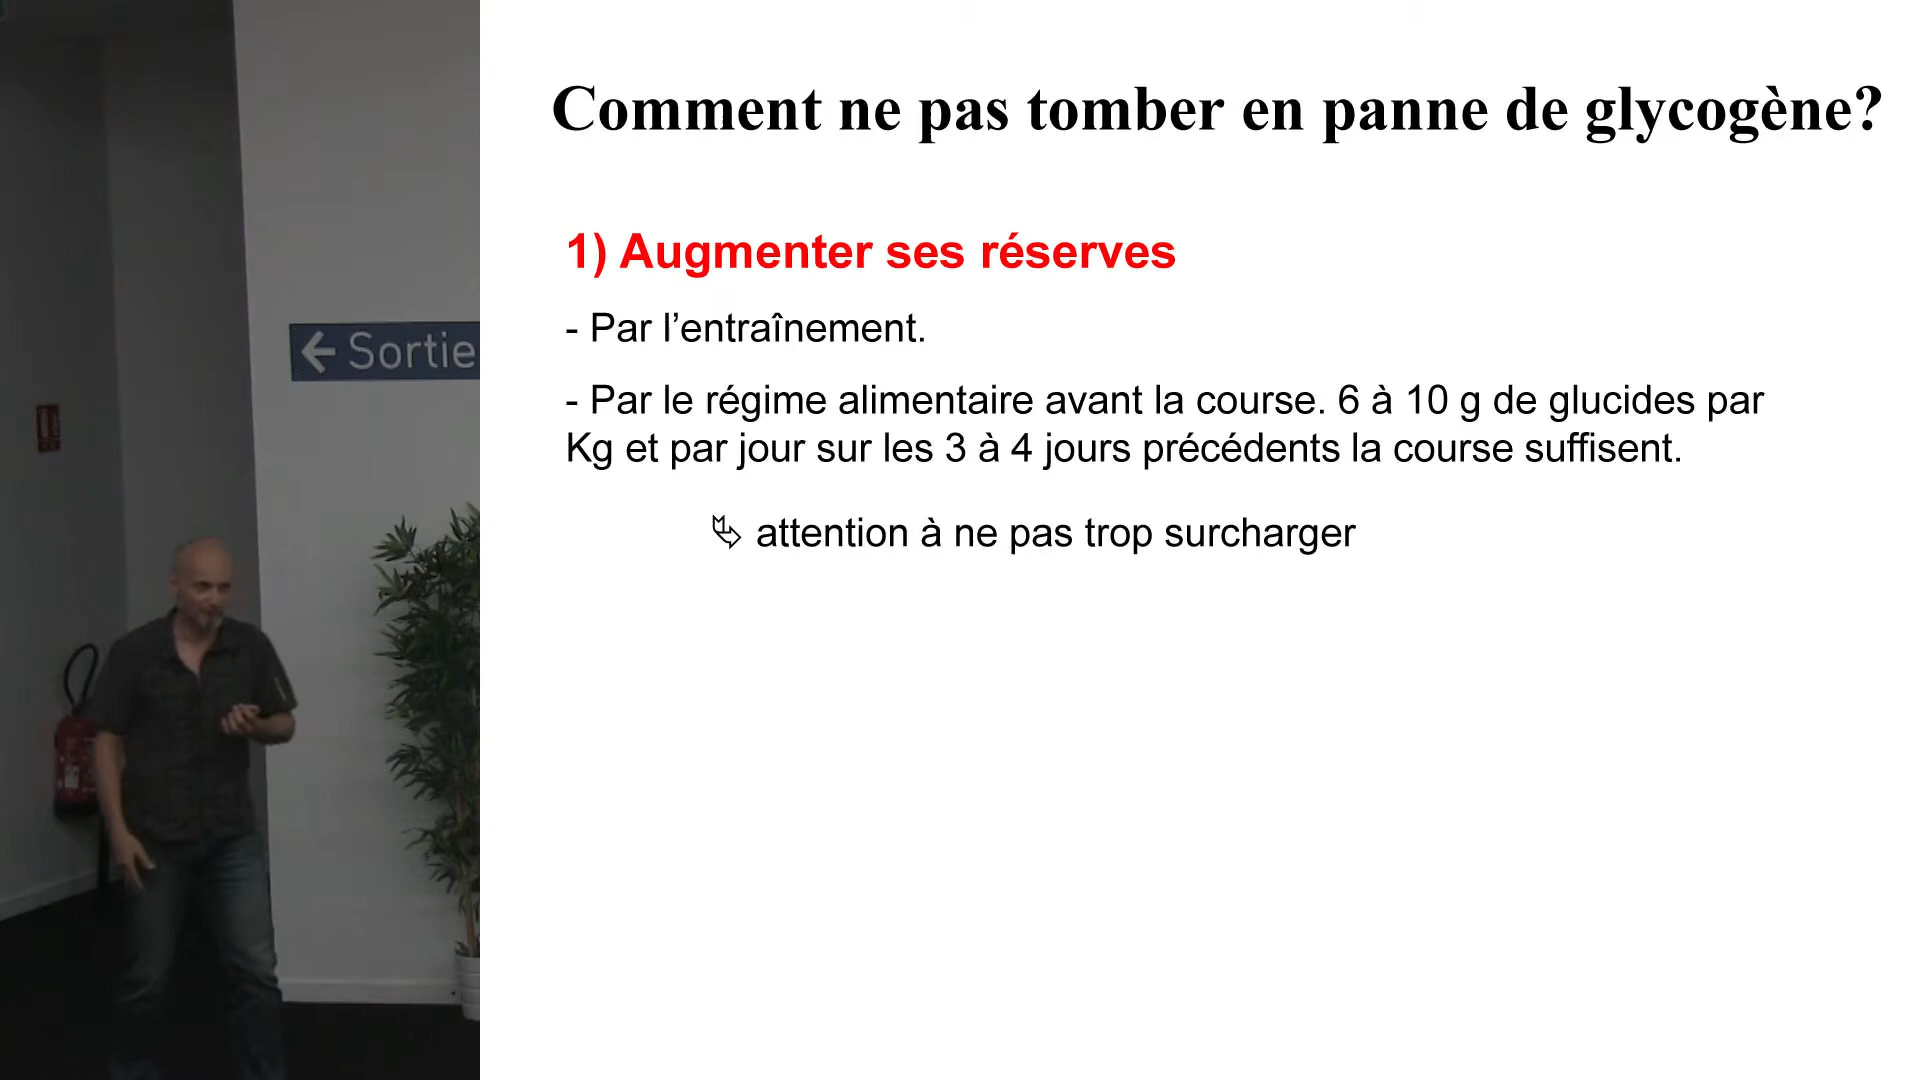 Comment ne pas tomber en panne de glycogène?
1) Augmenter ses réserves
- Par l’entraînement.
- Par le régime alimentaire avant la course. 6 à 10 g de glucides par
Kg et par jour sur les 3 à 4 jours précédents la course suffisent.
attention à ne pas trop surcharger
← Sortie